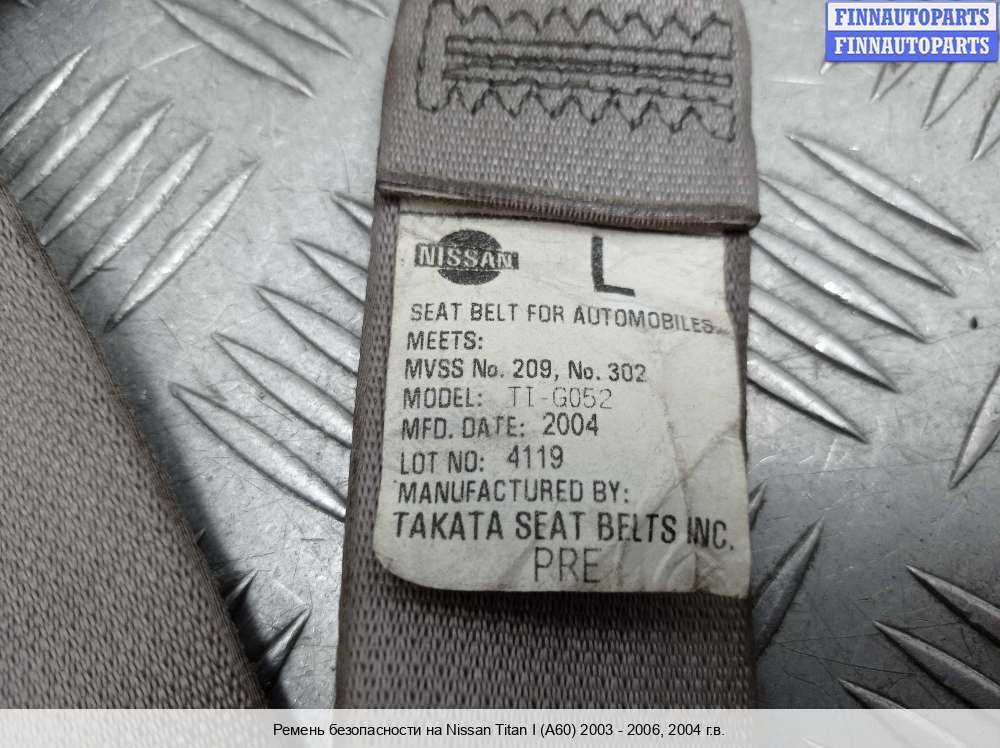 FINNAUTOPARTS
FINNAUTOPARTS
NISSAN L
SEAT BELT FOR AUTOMOBILES
MEETS:
MVSS No. 209, No. 302
MODEL: TI-G052
MFD. DATE: 2004
LOT NO: 4119
MANUFACTURED BY:
TAKATA SEAT BELTS INC.
PRE
Ремень безопасности на Nissan Titan I (A60) 2003 - 2006, 2004 г.в.